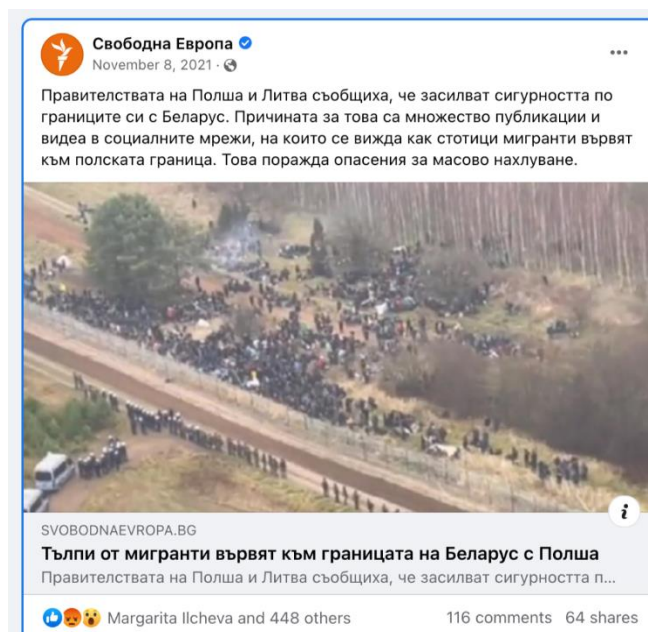 Свободна Европа
November 8, 2021 ·
Правителствата на Полша и Литва съобщиха, че засилват сигурността по
границите си с Беларус. Причината за това са множество публикации и
видеа в социалните мрежи, на които се вижда как стотици мигранти вървят
към полската граница. Това поражда опасения за масово нахлуване.
SVOBODNAEVROPA.BG
Тълпи от мигранти вървят към границата на Беларус с Полша
Правителствата на Полша и Литва съобщиха, че засилват сигурността п...
Margarita Ilcheva and 448 others 116 comments 64 shares